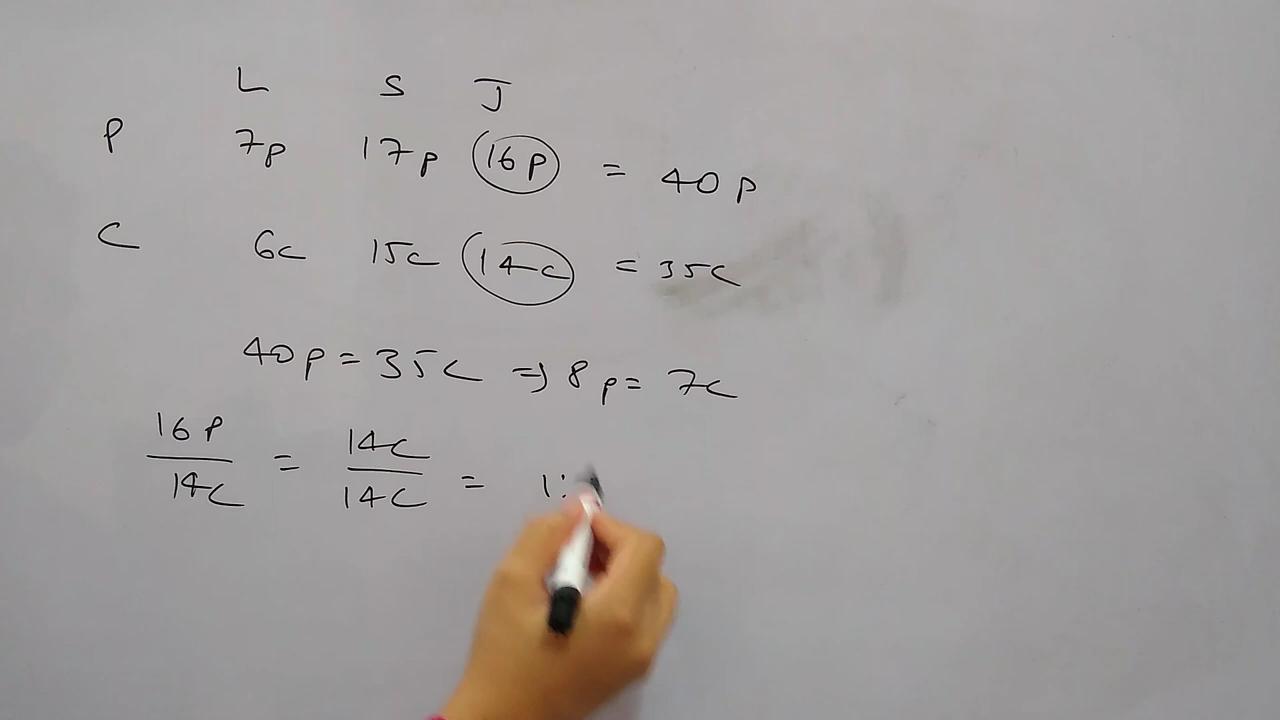 L S J
P 7p 17p 16p = 40p
C 6c 15c 14c = 35c
40p = 35c => 8p = 7c
16p/14c = 14c/14c = 1: